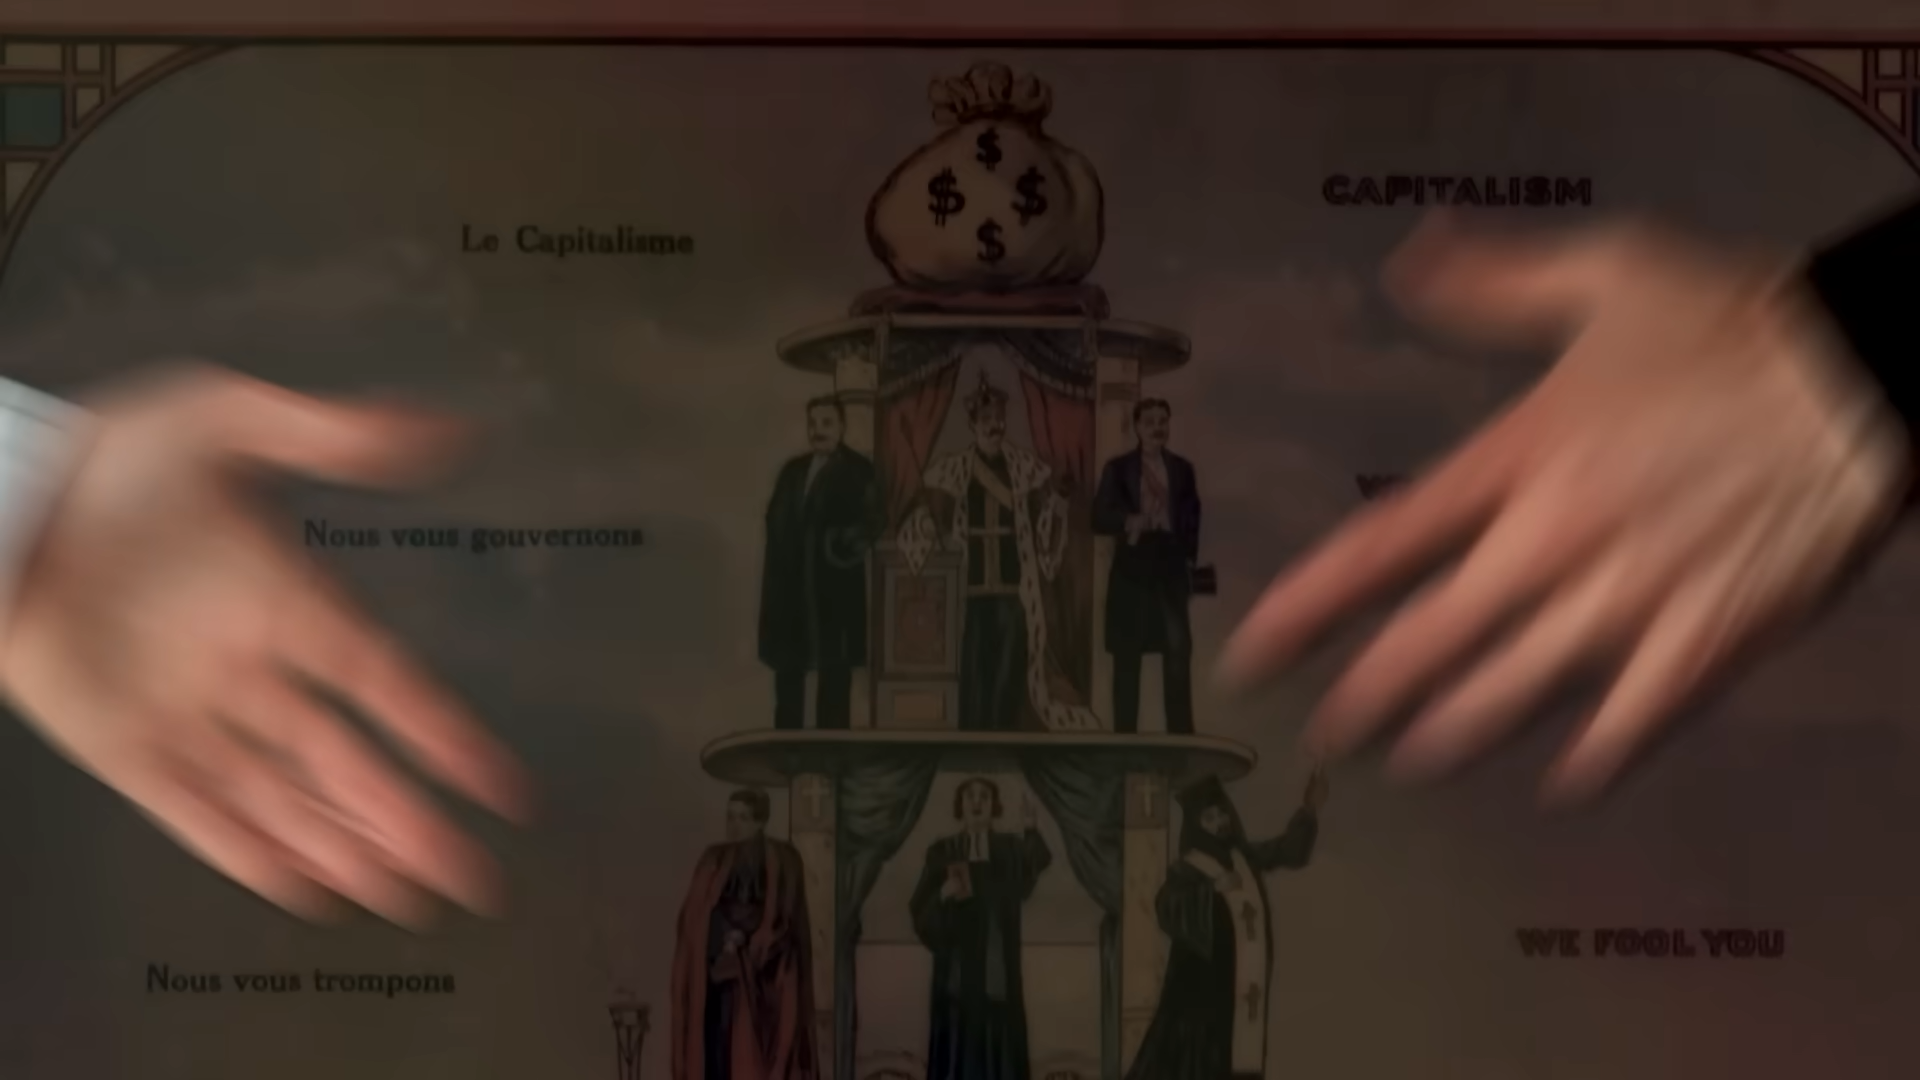 $
$ $
$
CAPITALISM
Le Capitalisme
Nous vous gouvernons
WE FOOL YOU
Nous vous trompons